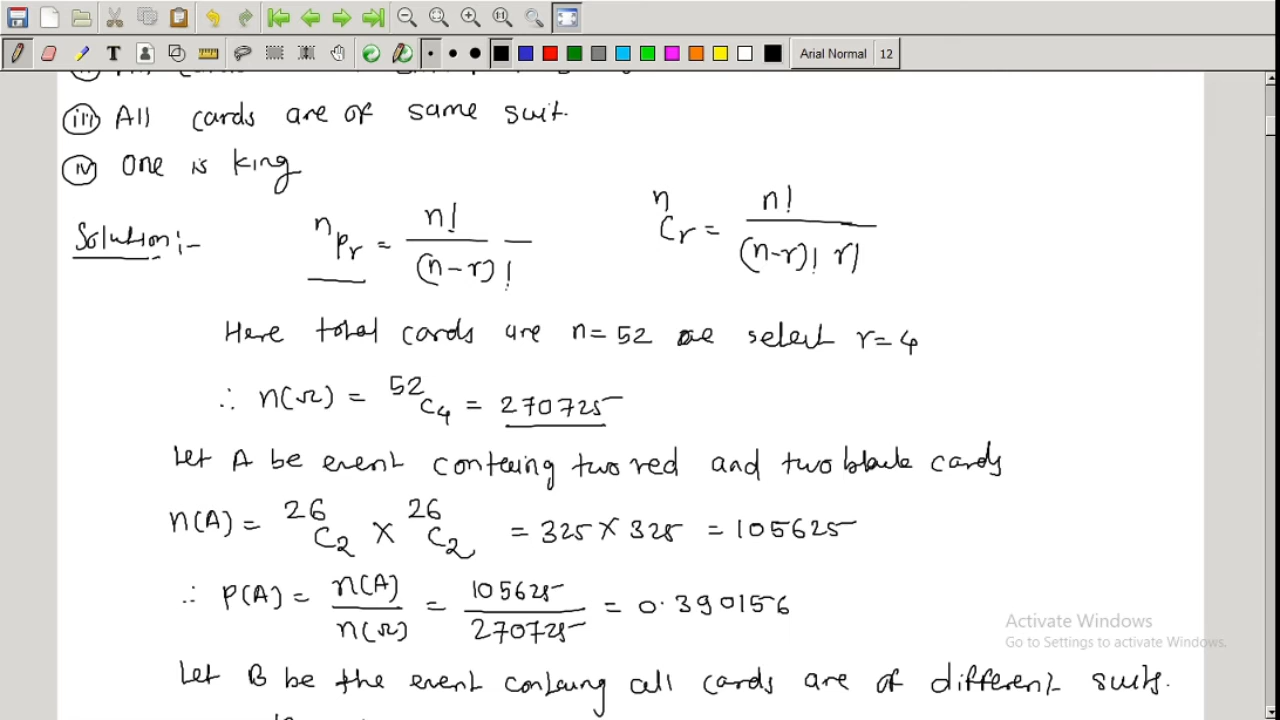 Arial Normal 12
(iii) All cards are of same suit.
(iv) One is king
Solution:-
nPr = n! / (n-r)!
nCr = n! / (n-r)! r!
Here total cards are n=52 we select r=4
∴ n(Ω) = 52C4 = 270725
Let A be event contering two red and two black cards
n(A) = 26C2 × 26C2 = 325 × 325 = 105625
∴ P(A) = n(A) / n(Ω) = 105625 / 270725 = 0.390156
Let B be the event containg all cards are of different suits.
Activate Windows
Go to Settings to activate Windows.